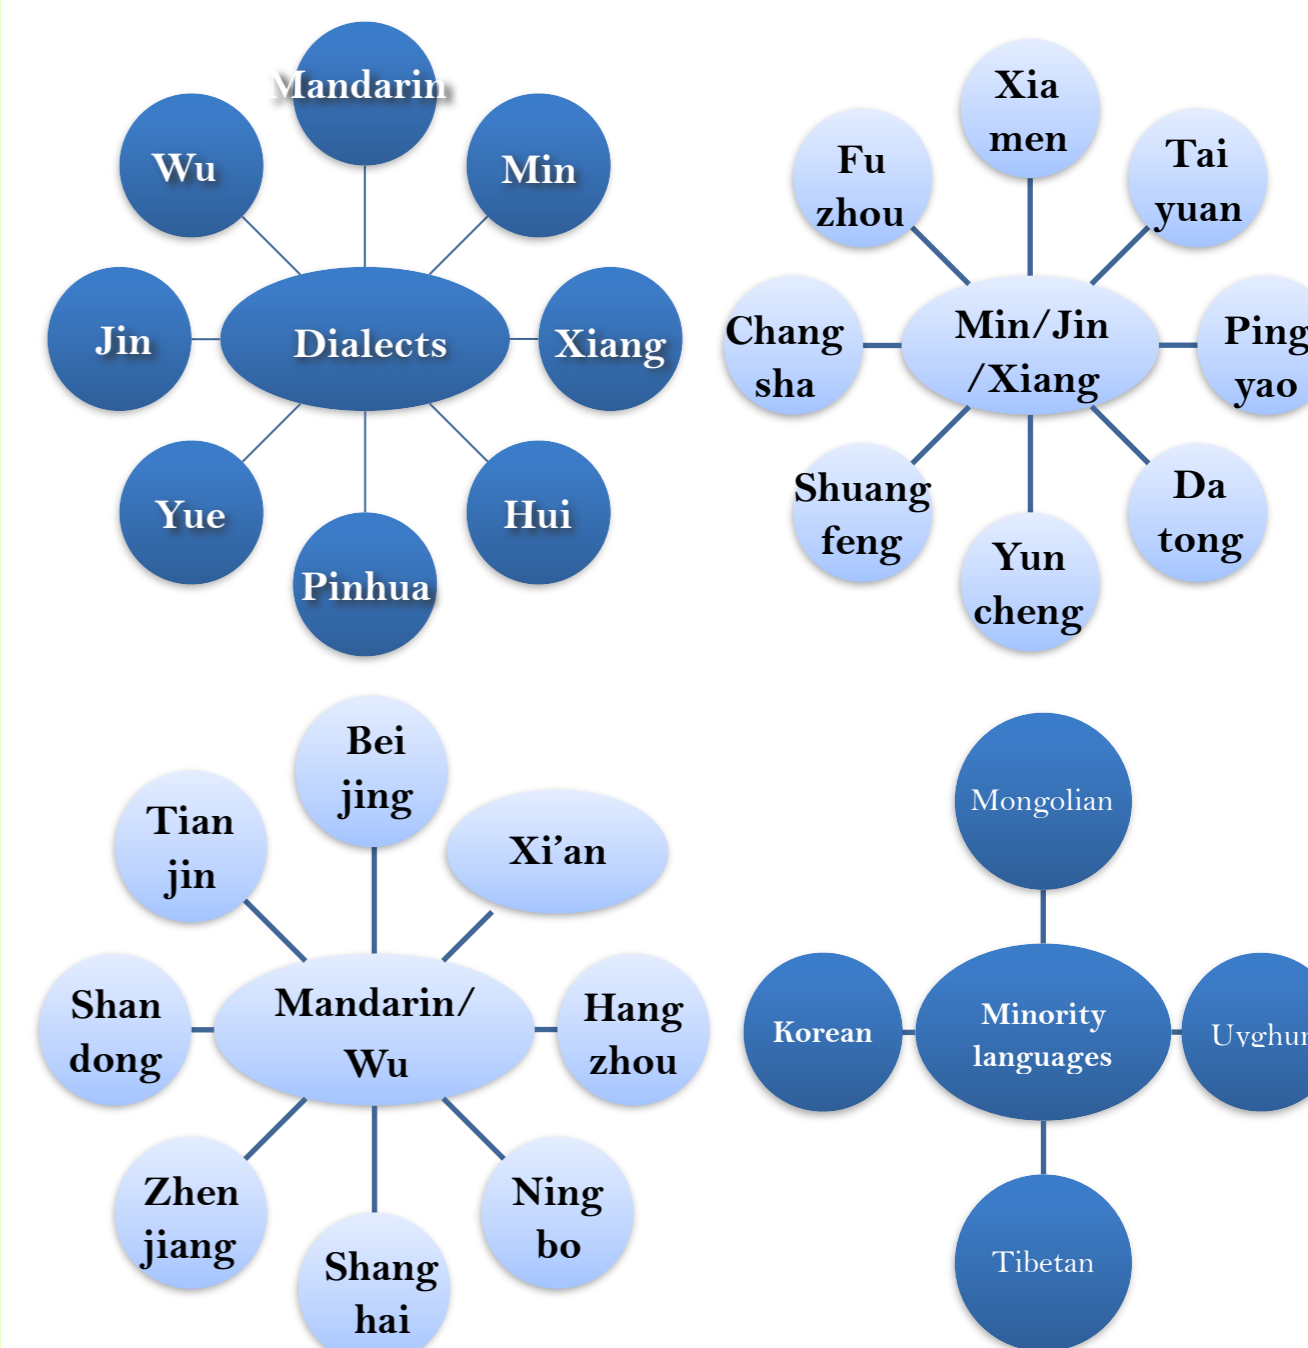 Mandarin
Wu
Min
Jin
Dialects
Xiang
Yue
Hui
Pinhua
Xia
men
Fu
zhou
Tai
yuan
Chang
sha
Min/Jin
/Xiang
Ping
yao
Shuang
feng
Da
tong
Yun
cheng
Bei
jing
Tian
jin
Xi’an
Shan
dong
Mandarin/
Wu
Hang
zhou
Zhen
jiang
Ning
bo
Shang
hai
Mongolian
Korean
Minority
languages
Uyghur
Tibetan